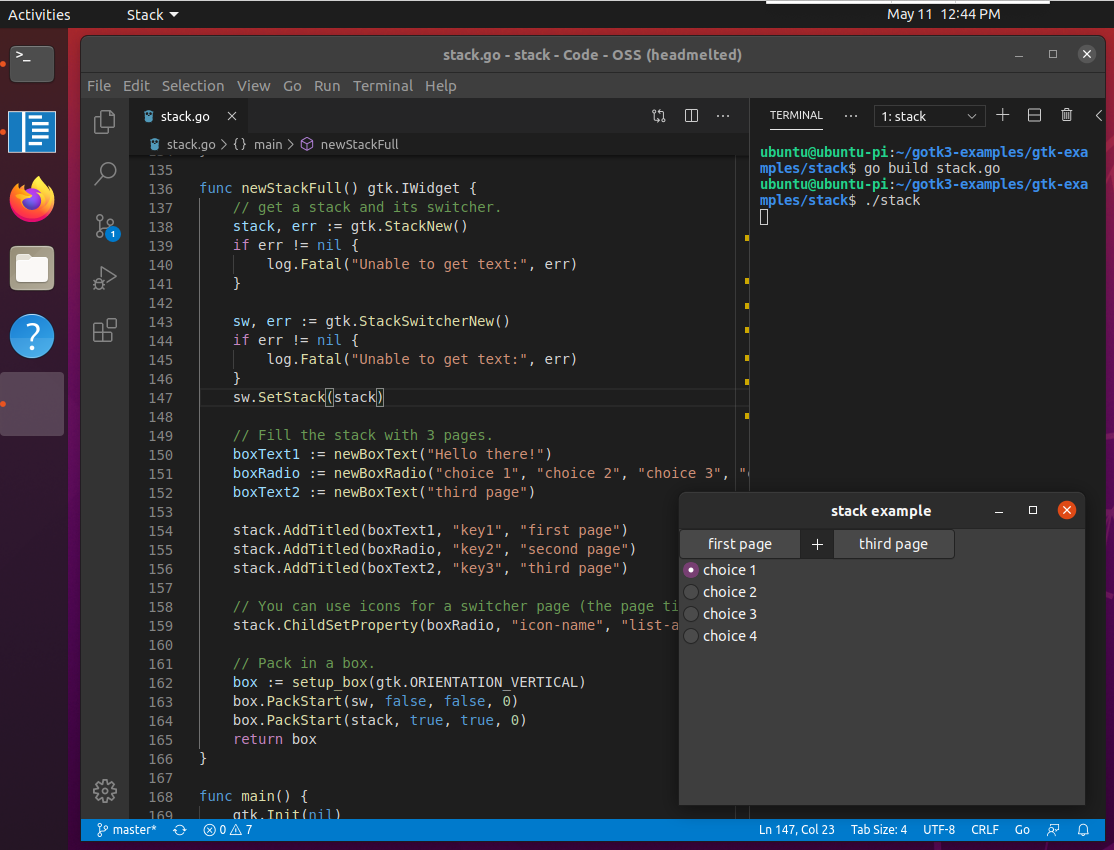 Activities
Stack
May 11 12:44 PM
stack.go - stack - Code - OSS (headmelted)
File Edit Selection View Go Run Terminal Help
stack.go
stack.go > {} main > newStackFull
135
136 func newStackFull() gtk.IWidget {
137 // get a stack and its switcher.
138 stack, err := gtk.StackNew()
139 if err != nil {
140 log.Fatal("Unable to get text:", err)
141 }
142
143 sw, err := gtk.StackSwitcherNew()
144 if err != nil {
145 log.Fatal("Unable to get text:", err)
146 }
147 sw.SetStack(stack)
148
149 // Fill the stack with 3 pages.
150 boxText1 := newBoxText("Hello there!")
151 boxRadio := newBoxRadio("choice 1", "choice 2", "choice 3", "
152 boxText2 := newBoxText("third page")
153
154 stack.AddTitled(boxText1, "key1", "first page")
155 stack.AddTitled(boxRadio, "key2", "second page")
156 stack.AddTitled(boxText2, "key3", "third page")
157
158 // You can use icons for a switcher page (the page ti
159 stack.ChildSetProperty(boxRadio, "icon-name", "list-a
160
161 // Pack in a box.
162 box := setup_box(gtk.ORIENTATION_VERTICAL)
163 box.PackStart(sw, false, false, 0)
164 box.PackStart(stack, true, true, 0)
165 return box
166 }
167
168 func main() {
169 gtk.Init(nil)
TERMINAL
1: stack
ubuntu@ubuntu-pi:~/gotk3-examples/gtk-exa
mples/stack$ go build stack.go
ubuntu@ubuntu-pi:~/gotk3-examples/gtk-exa
mples/stack$ ./stack
stack example
first page + third page
choice 1
choice 2
choice 3
choice 4
1
master* 0 7 Ln 147, Col 23 Tab Size: 4 UTF-8 CRLF Go